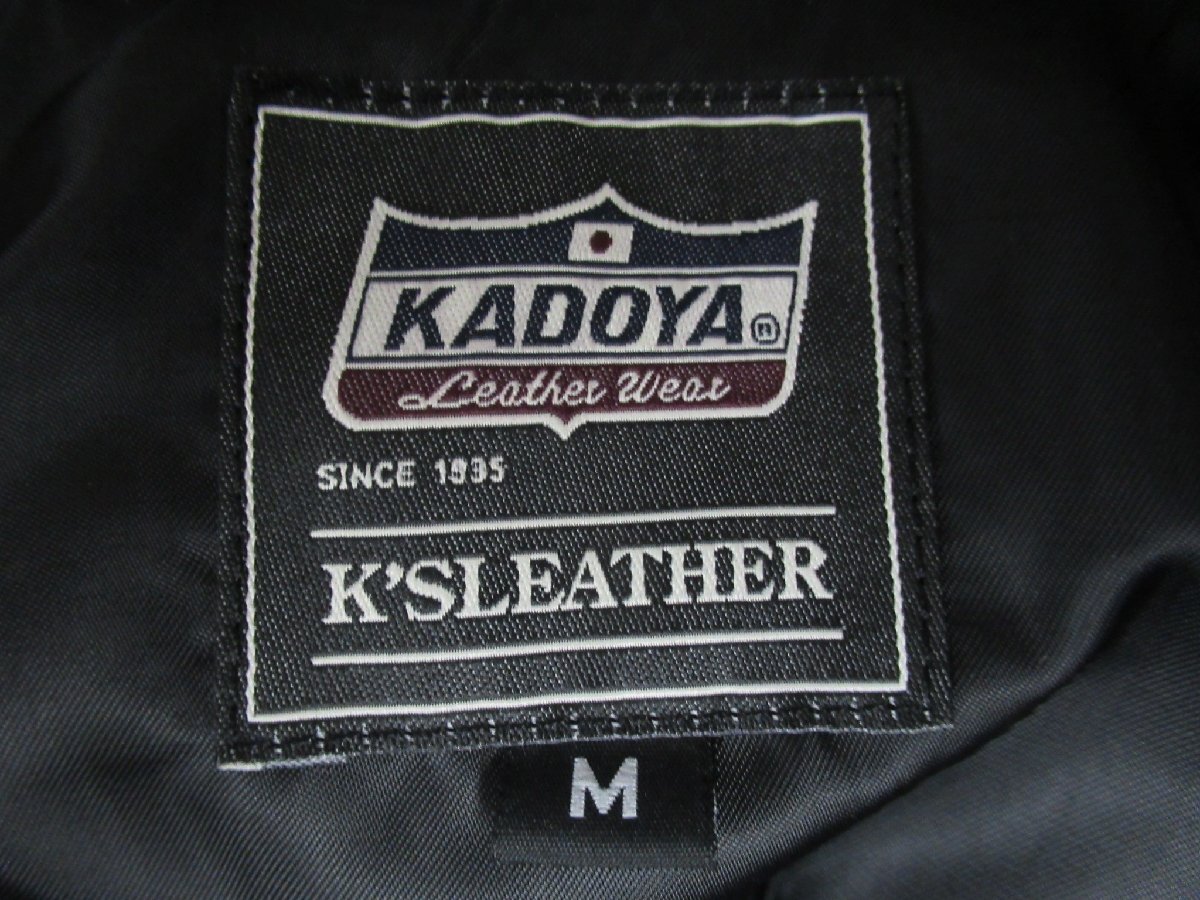 KADOYA®
Leather Wear
SINCE 1935
K'SLEATHER
M